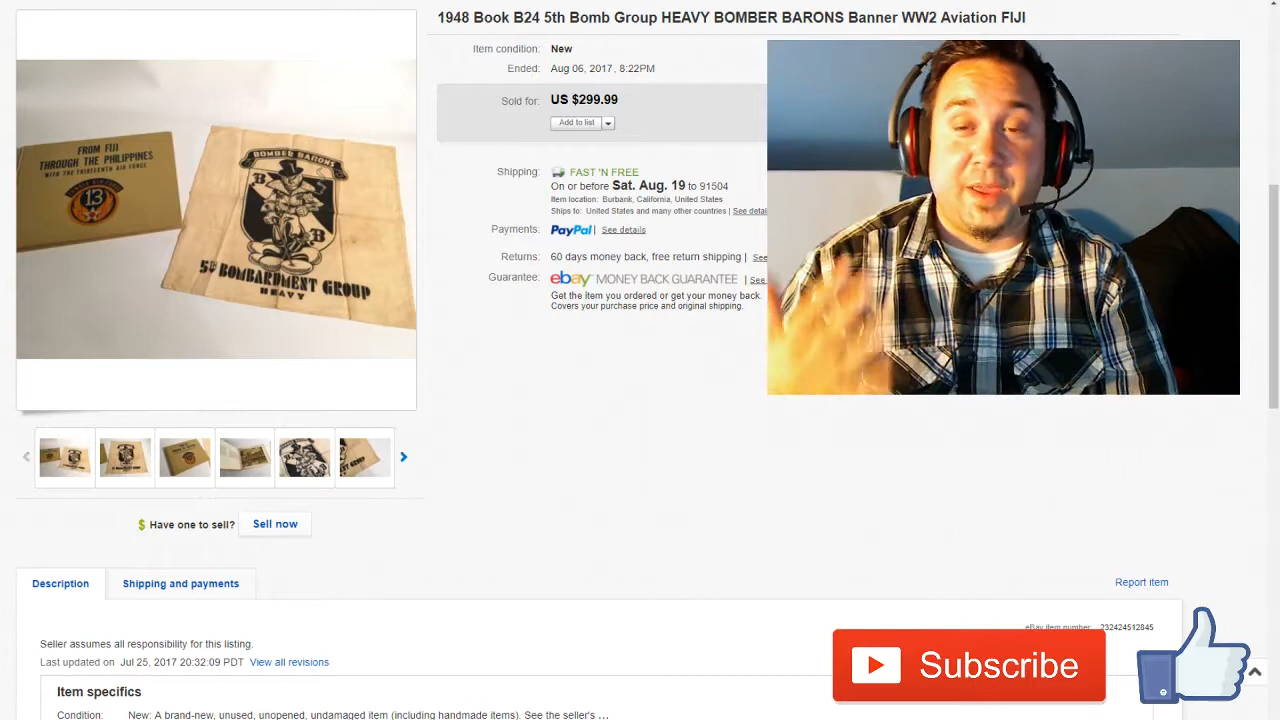 1948 Book B24 5th Bomb Group HEAVY BOMBER BARONS Banner WW2 Aviation FIJI
Item condition: New
Ended: Aug 06, 2017, 8:22PM
Sold for: US $299.99
Add to list
Shipping: FAST 'N FREE
On or before Sat. Aug. 19 to 91504
Item location: Burbank, California, United States
Ships to: United States and many other countries | See detai
Payments: PayPal | See details
Returns: 60 days money back, free return shipping | See
Guarantee: ebay MONEY BACK GUARANTEE | See
Get the item you ordered or get your money back.
Covers your purchase price and original shipping.
FROM FIJI
THROUGH THE PHILIPPINES
WITH THE THIRTEENTH AIR FORCE
13
BOMBER BARONS
5TH BOMBARDMENT GROUP
HEAVY
$ Have one to sell? Sell now
Description
Shipping and payments
Report item
eBay item number: 232424512845
Seller assumes all responsibility for this listing.
Last updated on Jul 25, 2017 20:32:09 PDT View all revisions
Subscribe
Item specifics
Condition: New: A brand-new, unused, unopened, undamaged item (including handmade items). See the seller's ...